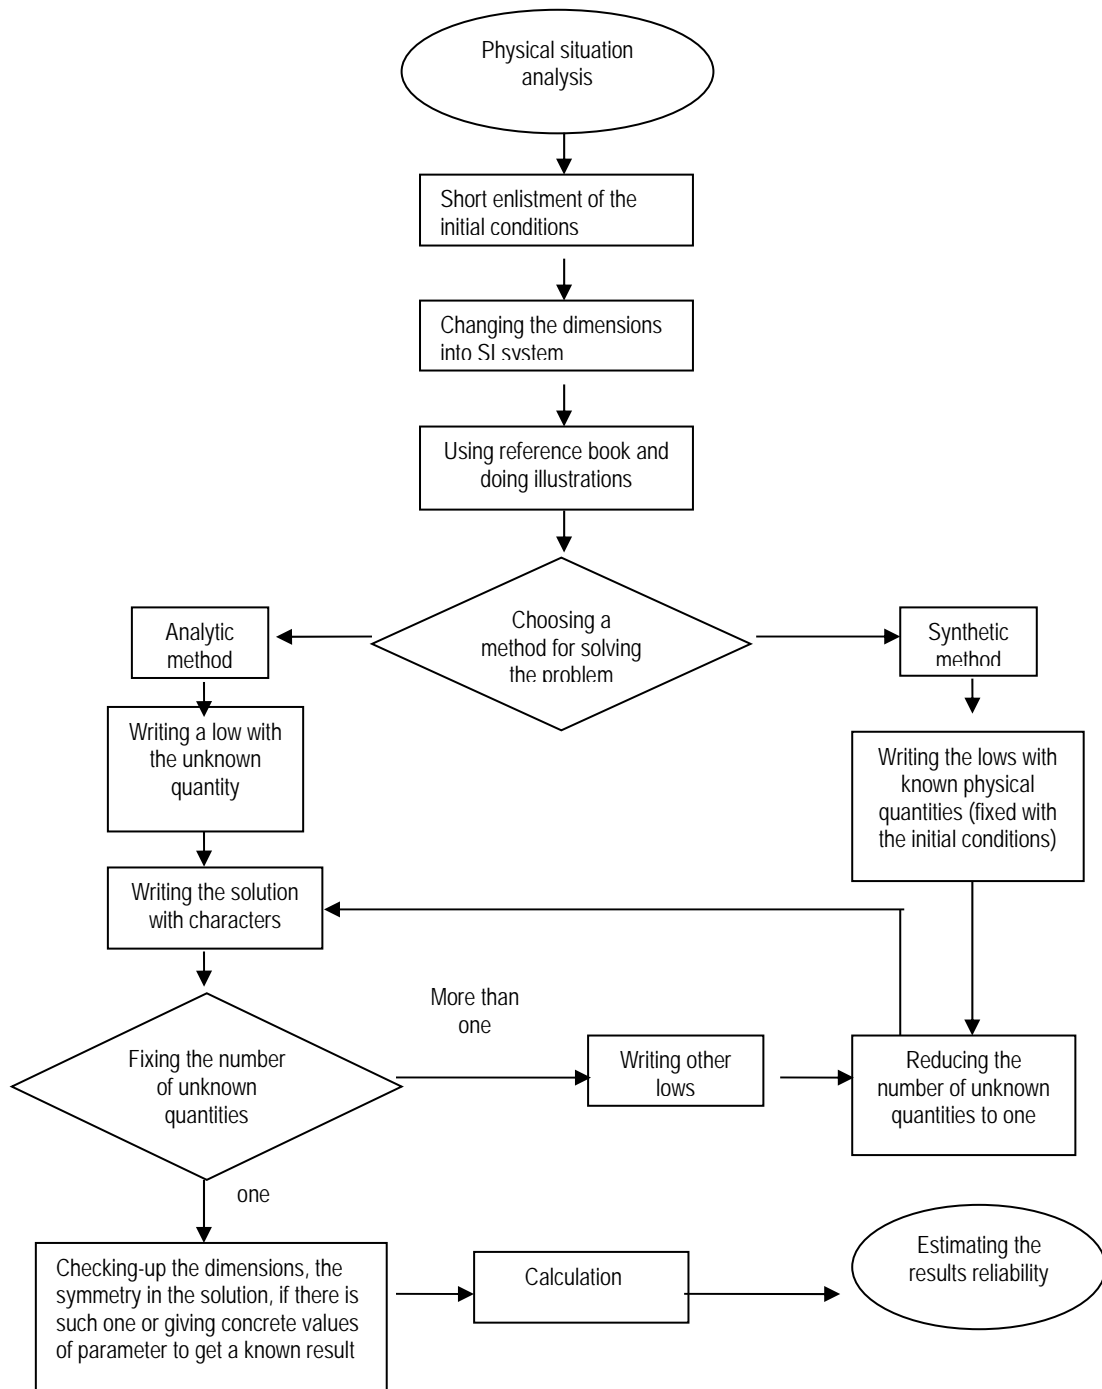 Physical situation
analysis
Short enlistment of the
initial conditions
Changing the dimensions
into SI system
Using reference book and
doing illustrations
Choosing a
method for solving
the problem
Analytic
method
Synthetic
method
Writing a low with
the unknown
quantity
Writing the lows with
known physical
quantities (fixed with
the initial conditions)
Writing the solution
with characters
More than
one
Fixing the number
of unknown
quantities
Writing other
lows
Reducing the
number of unknown
quantities to one
one
Checking-up the dimensions, the
symmetry in the solution, if there is
such one or giving concrete values
of parameter to get a known result
Calculation
Estimating the
results reliability